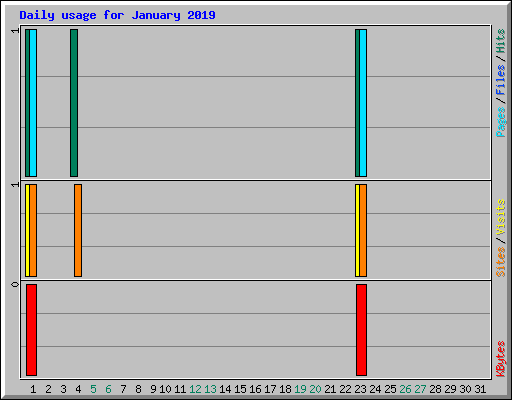 Daily usage for January 2019
1
Pages/Files/Hits
1
Sites/Visits
0
KBytes
1 2 3 4 5 6 7 8 9 10 11 12 13 14 15 16 17 18 19 20 21 22 23 24 25 26 27 28 29 30 31